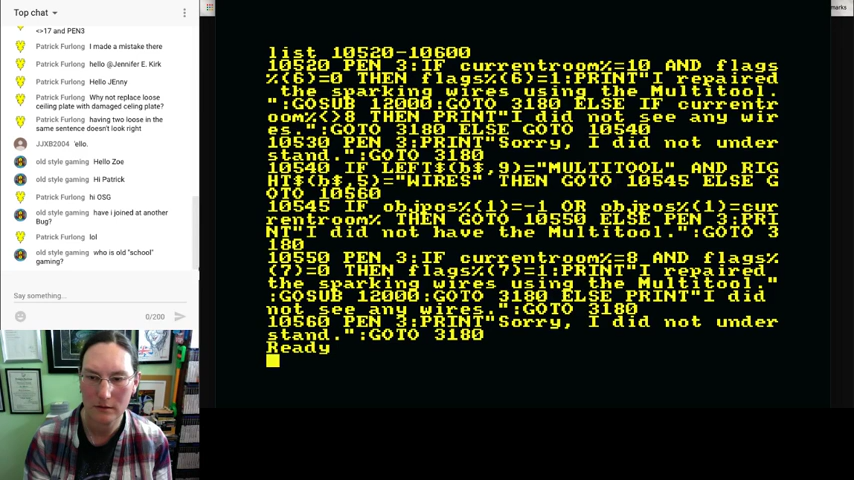 Top chat
<>17 and PEN3
Patrick Furlong I made a mistake there
Patrick Furlong hello @Jennifer E. Kirk
Patrick Furlong Hello JEnny
Patrick Furlong Why not replace loose
ceiling plate with damaged celing plate?
Patrick Furlong having two loose in the
same sentence doesn't look right
JJXB2004 'ello.
old style gaming Hello Zoe
old style gaming Hi Patrick
Patrick Furlong hi OSG
old style gaming have i joined at another
Bug?
Patrick Furlong lol
old style gaming who is old "school"
gaming?
Say something...
0/200
list 10520-10600
10520 PEN 3:IF currentroom%=10 AND flags
%(6)=0 THEN flags%(6)=1:PRINT"I repaired
the sparking wires using the Multitool.
":GOSUB 12000:GOTO 3180 ELSE IF currentr
oom%<>8 THEN PRINT"I did not see any wir
es.":GOTO 3180 ELSE GOTO 10540
10530 PEN 3:PRINT"Sorry, I did not under
stand.":GOTO 3180
10540 IF LEFT$(b$,9)="MULTITOOL" AND RIG
HT$(b$,5)="WIRES" THEN GOTO 10545 ELSE G
OTO 10560
10545 IF objpos%(1)=-1 OR objpos%(1)=cur
rentroom% THEN GOTO 10550 ELSE PEN 3:PRI
NT"I did not have the Multitool.":GOTO 3
180
10550 PEN 3:IF currentroom%=8 AND flags%
(7)=0 THEN flags%(7)=1:PRINT"I repaired
the sparking wires using the Multitool."
:GOSUB 12000:GOTO 3180 ELSE PRINT"I did
not see any wires.":GOTO 3180
10560 PEN 3:PRINT"Sorry, I did not under
stand.":GOTO 3180
Ready